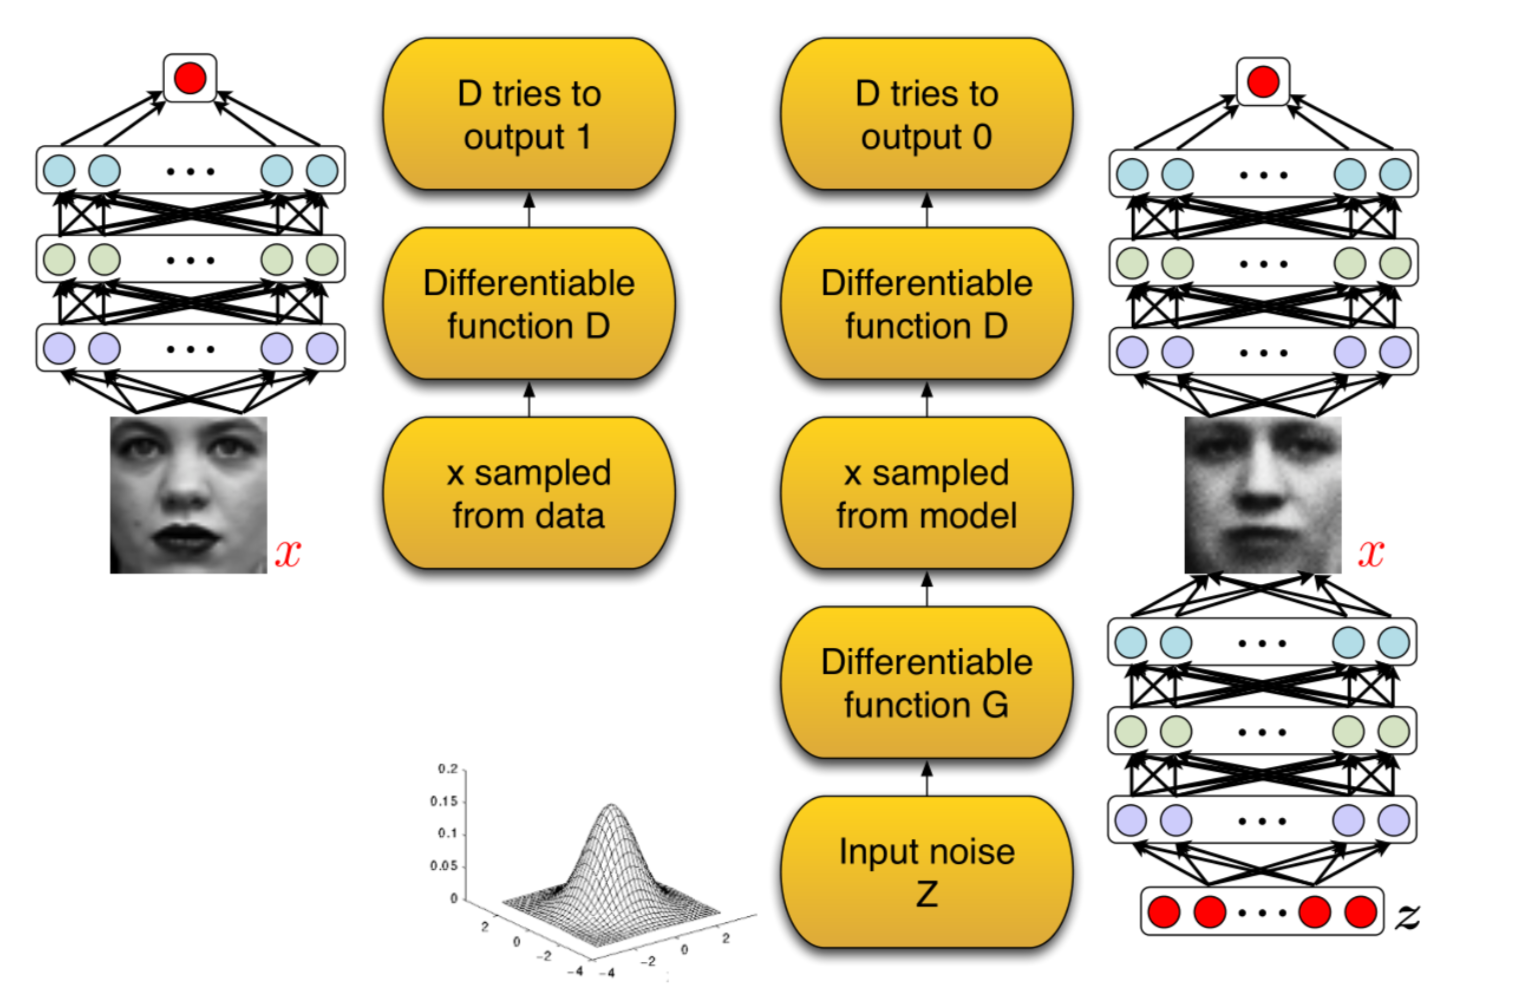 D tries to
output 1
D tries to
output 0
Differentiable
function D
Differentiable
function D
x sampled
from data
x sampled
from model
x
x
Differentiable
function G
Input noise
Z
z
0.2
0.15
0.1
0.05
0
2
0
-2
-4
-4
-2
0
2